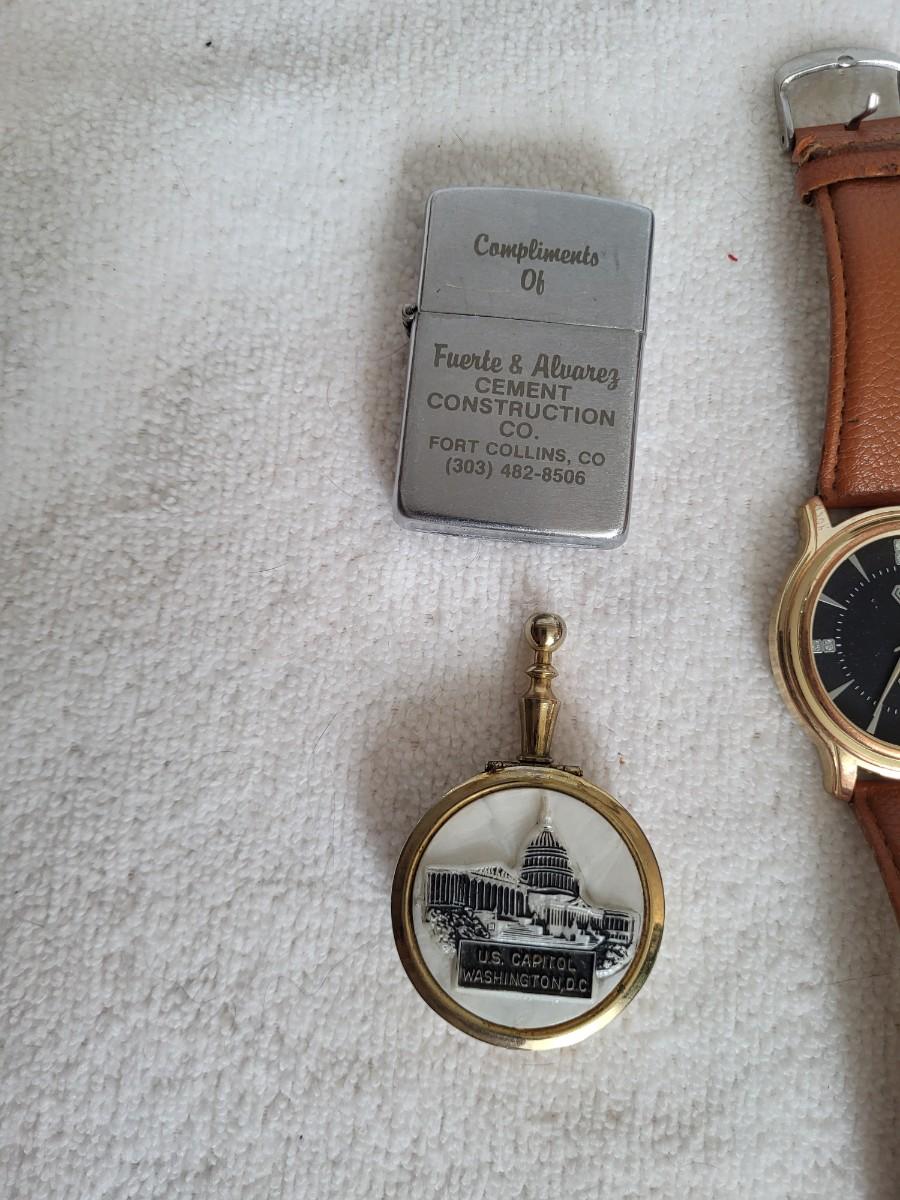 Compliments
Of
Fuerte & Alvarez
CEMENT
CONSTRUCTION
CO.
FORT COLLINS, CO
(303) 482-8506
U.S. CAPITOL
WASHINGTON, D.C